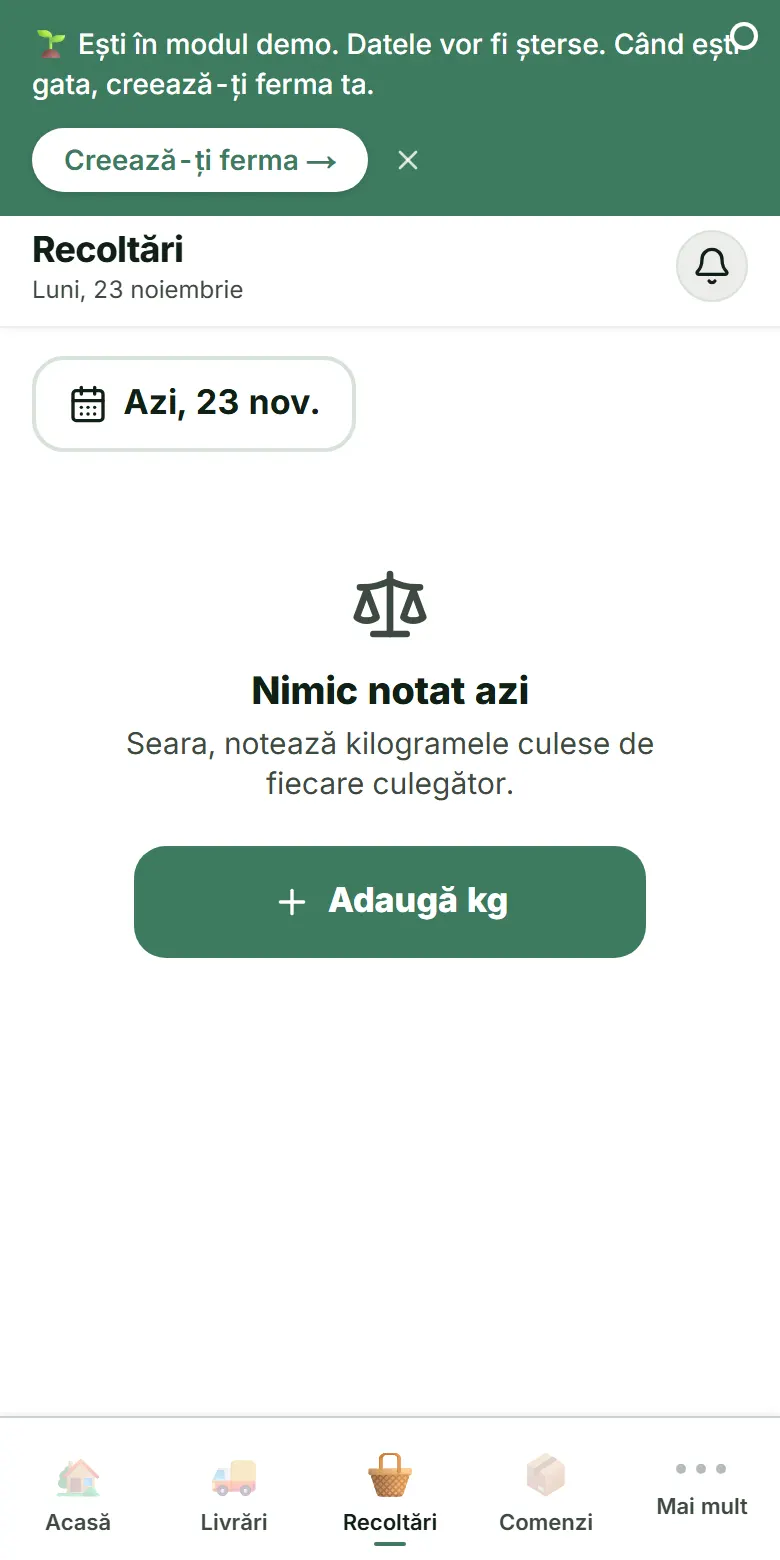 Ești în modul demo. Datele vor fi șterse. Când ești
gata, creează-ți ferma ta.
Creează-ți ferma →
Recoltări
Luni, 23 noiembrie
Azi, 23 nov.
Nimic notat azi
Seara, notează kilogramele culese de
fiecare culegător.
Adaugă kg
Acasă
Livrări
Recoltări
Comenzi
Mai mult